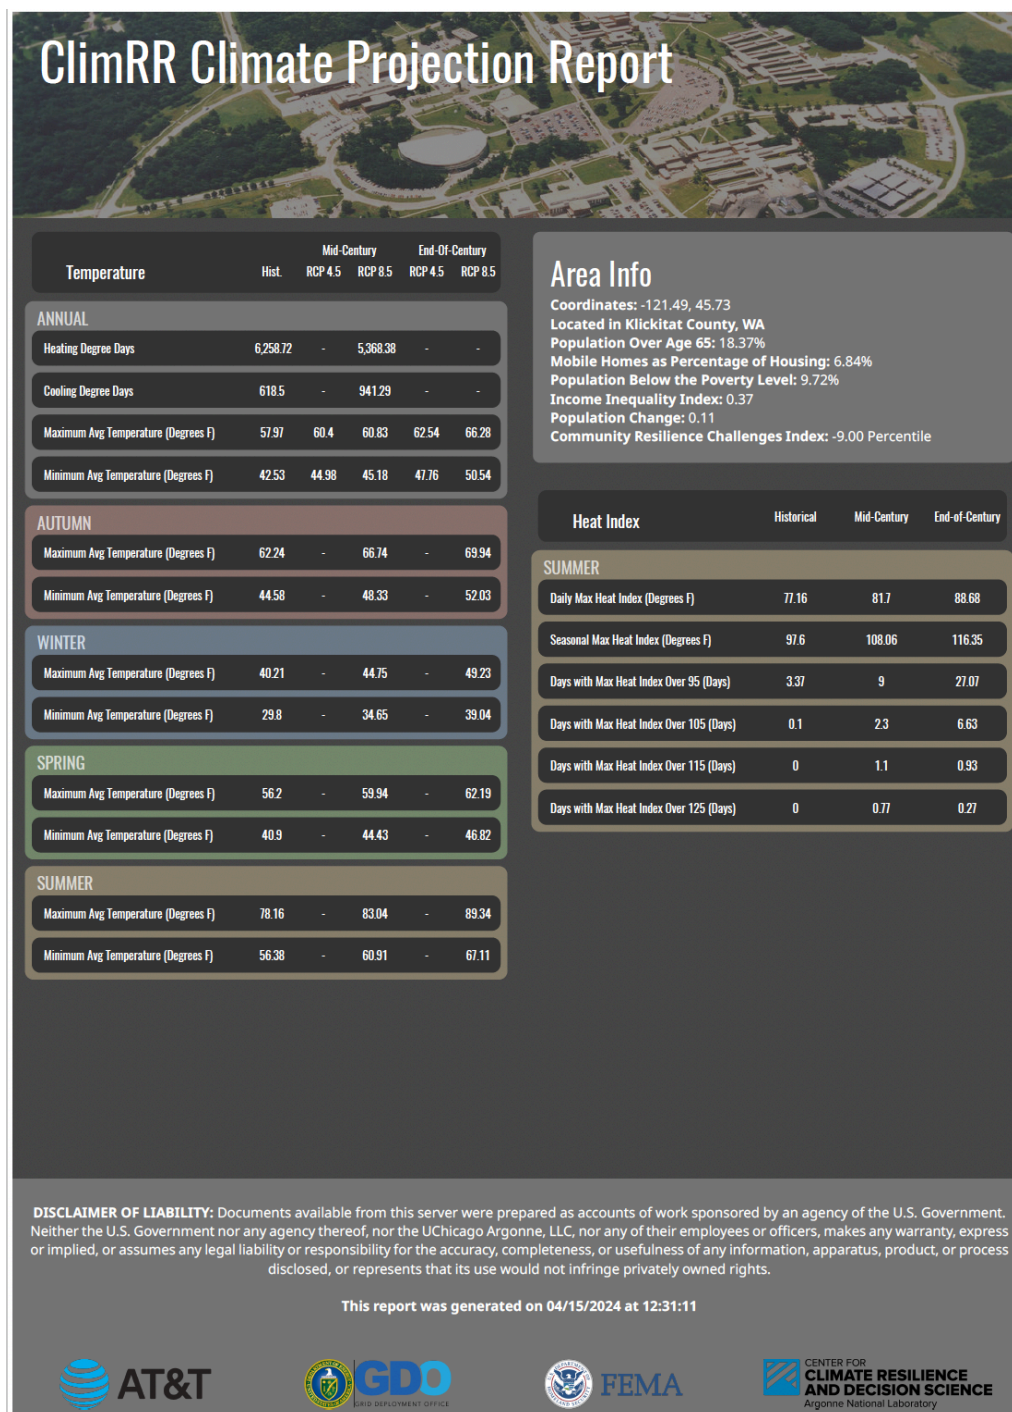 ClimRR Climate Projection Report
Mid-Century End-Of-Century
Temperature Hist. RCP 4.5 RCP 8.5 RCP 4.5 RCP 8.5
ANNUAL
Heating Degree Days 6,258.72 - 5,368.38 - -
Cooling Degree Days 618.5 - 941.29 - -
Maximum Avg Temperature (Degrees F) 57.97 60.4 60.83 62.54 66.28
Minimum Avg Temperature (Degrees F) 42.53 44.98 45.18 47.76 50.54
AUTUMN
Maximum Avg Temperature (Degrees F) 62.24 - 66.74 - 69.94
Minimum Avg Temperature (Degrees F) 44.58 - 48.33 - 52.03
WINTER
Maximum Avg Temperature (Degrees F) 40.21 - 44.75 - 49.23
Minimum Avg Temperature (Degrees F) 29.8 - 34.65 - 39.04
SPRING
Maximum Avg Temperature (Degrees F) 56.2 - 59.94 - 62.19
Minimum Avg Temperature (Degrees F) 40.9 - 44.43 - 46.82
SUMMER
Maximum Avg Temperature (Degrees F) 78.16 - 83.04 - 89.34
Minimum Avg Temperature (Degrees F) 56.38 - 60.91 - 67.11
Area Info
Coordinates: -121.49, 45.73
Located in Klickitat County, WA
Population Over Age 65: 18.37%
Mobile Homes as Percentage of Housing: 6.84%
Population Below the Poverty Level: 9.72%
Income Inequality Index: 0.37
Population Change: 0.11
Community Resilience Challenges Index: -9.00 Percentile
Heat Index Historical Mid-Century End-of-Century
SUMMER
Daily Max Heat Index (Degrees F) 77.16 81.7 88.68
Seasonal Max Heat Index (Degrees F) 97.6 108.06 116.35
Days with Max Heat Index Over 95 (Days) 3.37 9 27.07
Days with Max Heat Index Over 105 (Days) 0.1 2.3 6.63
Days with Max Heat Index Over 115 (Days) 0 1.1 0.93
Days with Max Heat Index Over 125 (Days) 0 0.77 0.27
DISCLAIMER OF LIABILITY: Documents available from this server were prepared as accounts of work sponsored by an agency of the U.S. Government.
Neither the U.S. Government nor any agency thereof, nor the UChicago Argonne, LLC, nor any of their employees or officers, makes any warranty, express
or implied, or assumes any legal liability or responsibility for the accuracy, completeness, or usefulness of any information, apparatus, product, or process
disclosed, or represents that its use would not infringe privately owned rights.
This report was generated on 04/15/2024 at 12:31:11
AT&T
GDO
GRID DEPLOYMENT OFFICE
FEMA
CENTER FOR
CLIMATE RESILIENCE
AND DECISION SCIENCE
Argonne National Laboratory